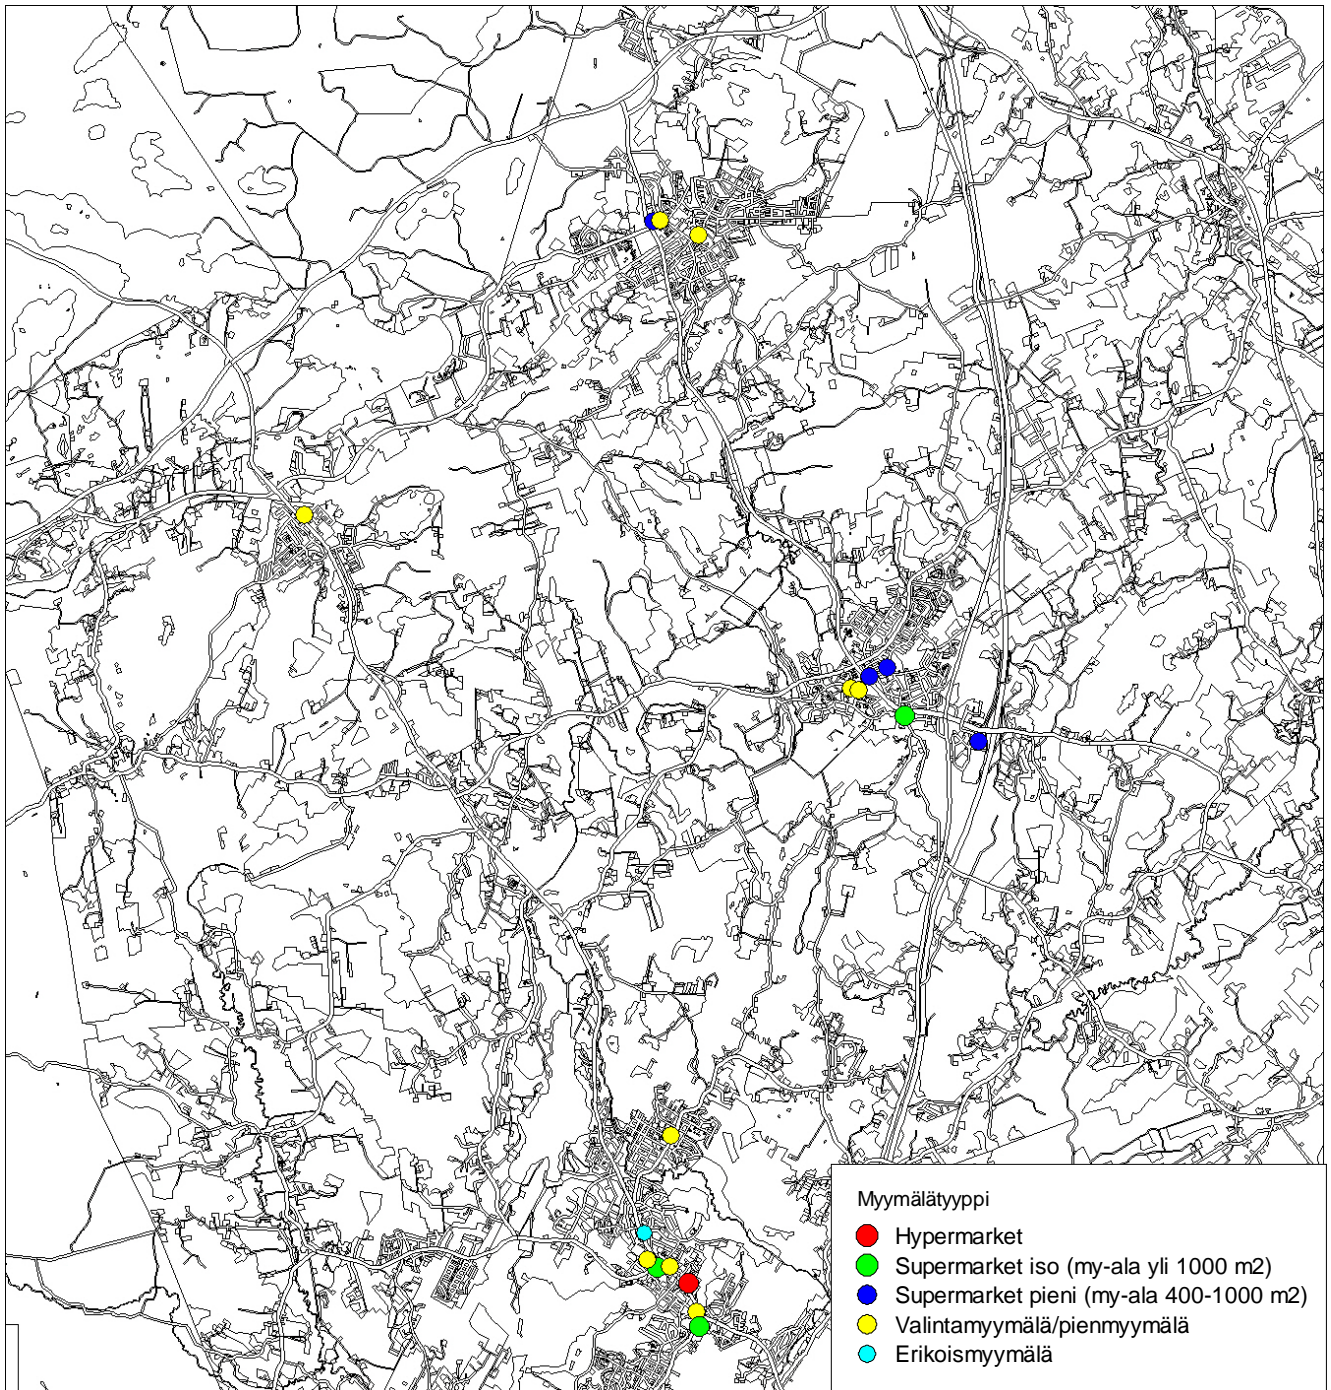 Myymälätyyppi
Hypermarket
Supermarket iso (my-ala yli 1000 m2)
Supermarket pieni (my-ala 400-1000 m2)
Valintamyymälä/pienmyymälä
Erikoismyymälä